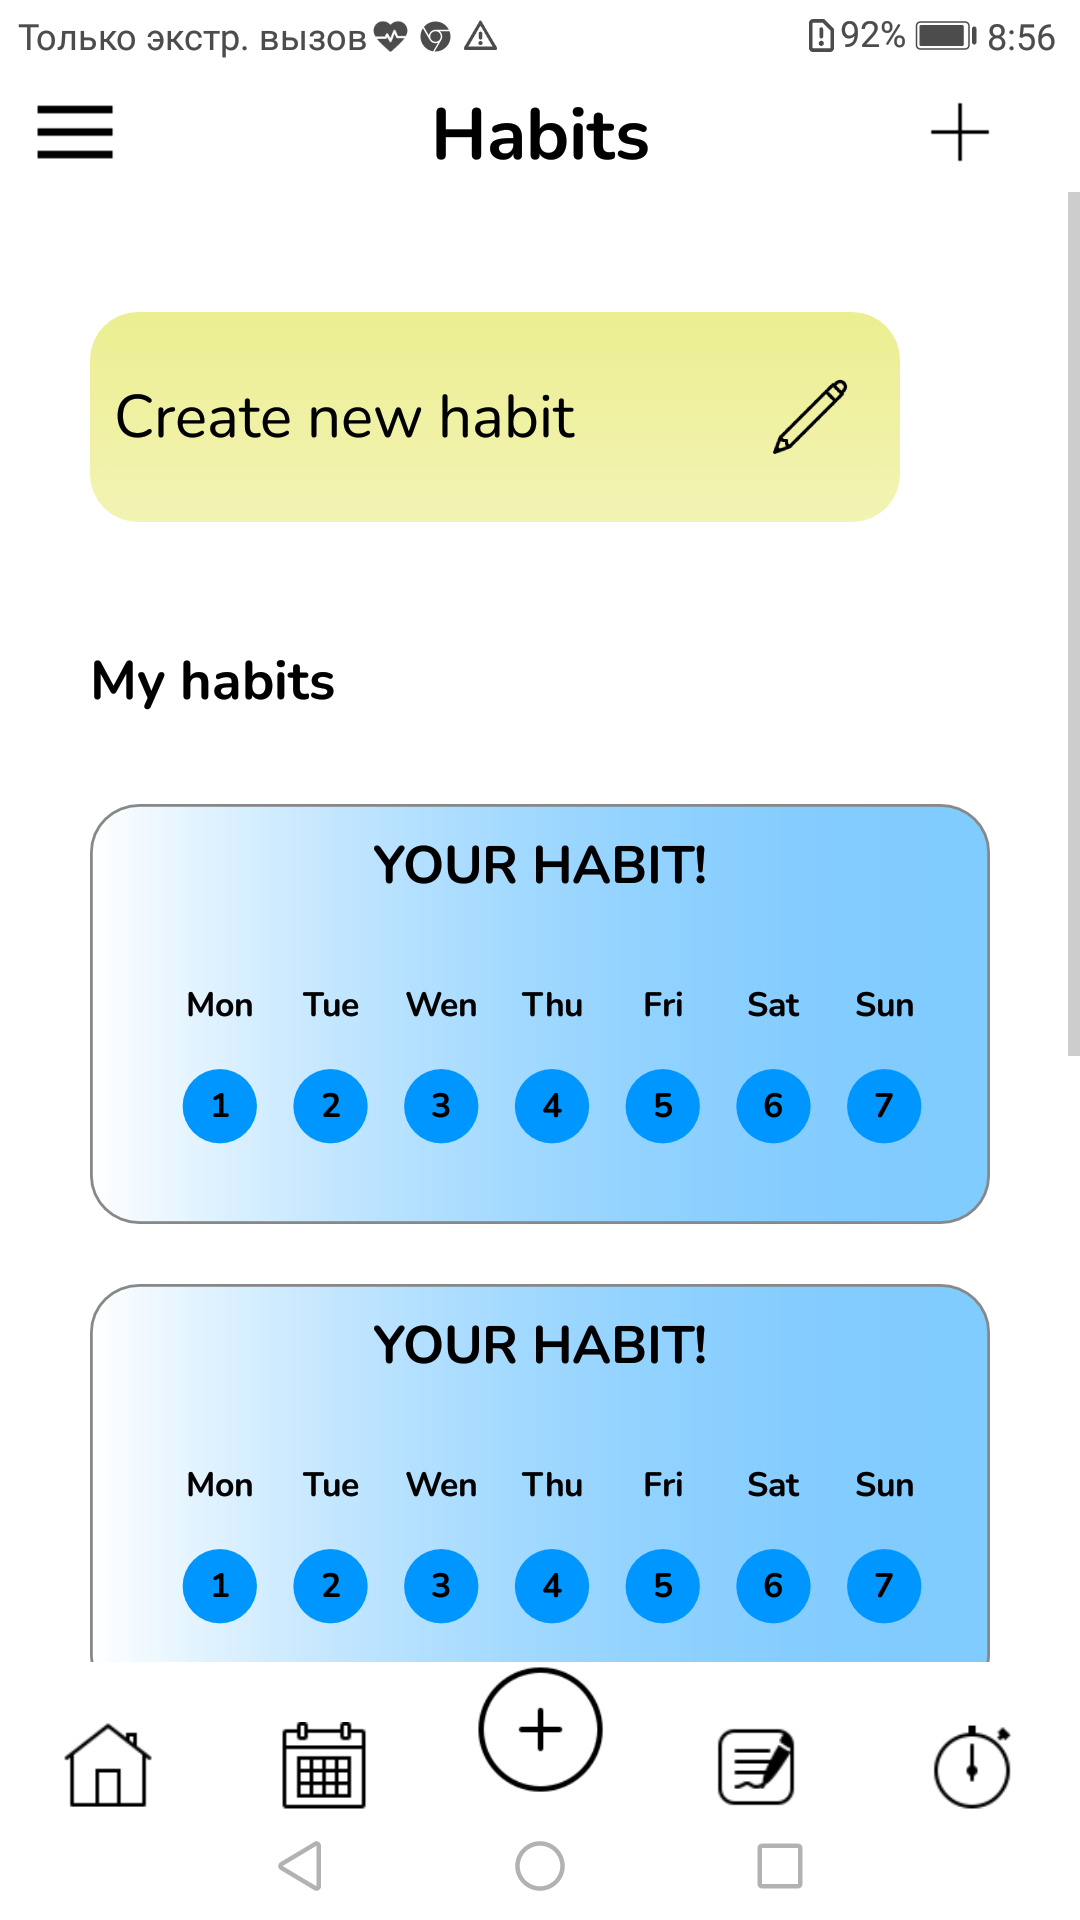 Только экстр. вызов 92% 8:56
Habits
Create new habit
My habits
YOUR HABIT!
Mon Tue Wen Thu Fri Sat Sun
1 2 3 4 5 6 7
YOUR HABIT!
Mon Tue Wen Thu Fri Sat Sun
1 2 3 4 5 6 7